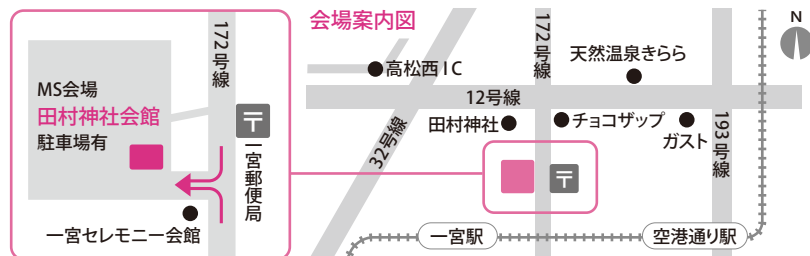 会場案内図
172号線
MS会場
田村神社会館
駐車場有
〒
一宮郵便局
一宮セレモニー会館
N
172号線
天然温泉きらら
高松西IC
12号線
32号線
田村神社
チョコザップ
ガスト
193号線
〒
一宮駅
空港通り駅